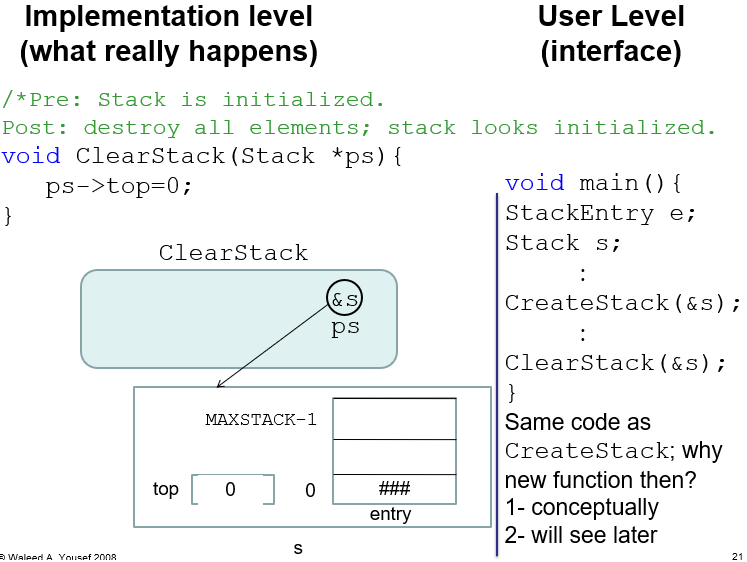 Implementation level
(what really happens)
User Level
(interface)
/*Pre: Stack is initialized.
Post: destroy all elements; stack looks initialized.
void ClearStack(Stack *ps){
ps->top=0;
}
ClearStack
&s
ps
MAXSTACK-1
top 0 0 ###
entry
s
void main(){
StackEntry e;
Stack s;
:
CreateStack(&s);
:
ClearStack(&s);
}
Same code as
CreateStack; why
new function then?
1- conceptually
2- will see later
© Waleed A. Yousef 2008
21